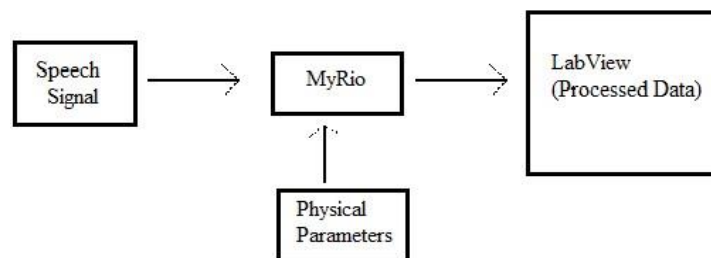 Speech
Signal
MyRio
LabView
(Processed Data)
Physical
Parameters